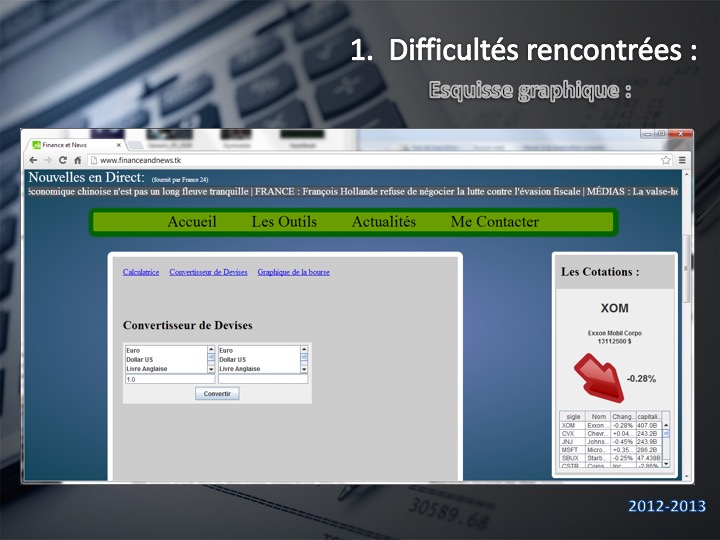 1. Difficultés rencontrées :
Esquisse graphique :
Finance et News
www.financeandnews.tk
Nouvelles en Direct: (fourni par France 24)
économique chinoise n'est pas un long fleuve tranquille | FRANCE : François Hollande refuse de négocier la lutte contre l'évasion fiscale | MÉDIAS : La valse-h
Accueil Les Outils Actualités Me Contacter
Calculatrice Convertisseur de Devises Graphique de la bourse
Convertisseur de Devises
Euro Euro
Dollar US Dollar US
Livre Anglaise Livre Anglaise
1.0
Convertir
Les Cotations :
XOM
Exxon Mobil Corpo
13112500 $
-0.28%
sigle Nom Chang... capitali...
XOM Exxon ... -0.28% 407.0B
CVX Chevr... +0.04... 243.2B
JNJ Johns... -0.45% 243.9B
MSFT Micro... +0.35... 286.2B
SBUX Starb... -0.25% 47.438B
CSTR Coins... Inc -2.86%
30589.68
2012-2013